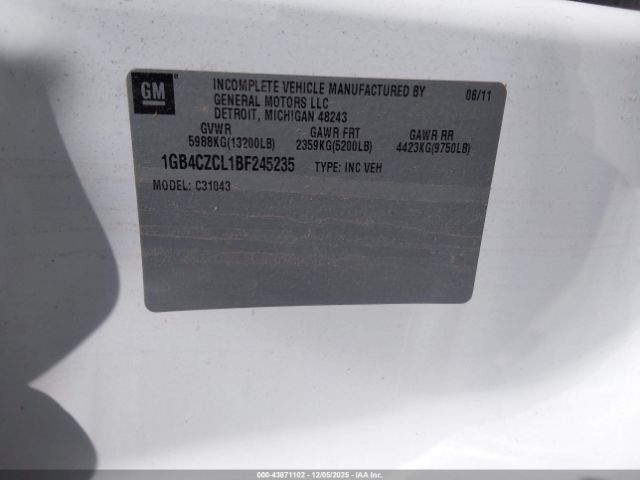 GM
INCOMPLETE VEHICLE MANUFACTURED BY 06/11
GENERAL MOTORS LLC
DETROIT, MICHIGAN 48243
GVWR GAWR FRT GAWR RR
5988KG(13200LB) 2359KG(5200LB) 4423KG(9750LB)
1GB4CZCL1BF245235 TYPE: INC VEH
MODEL: C31043
000-43871102 - 12/05/2025 - IAA Inc.